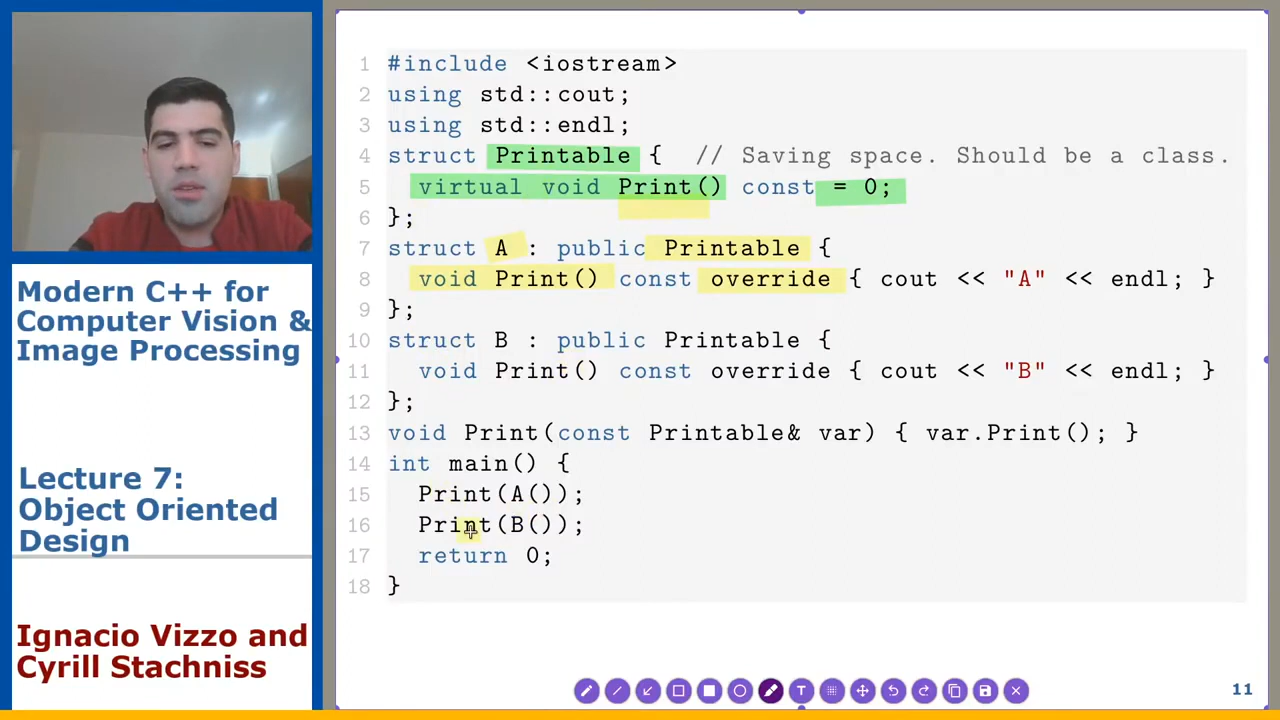 1 #include <iostream>
2 using std::cout;
3 using std::endl;
4 struct Printable {  // Saving space. Should be a class.
5   virtual void Print() const = 0;
6 };
7 struct A : public Printable {
8   void Print() const override { cout << "A" << endl; }
9 };
10 struct B : public Printable {
11   void Print() const override { cout << "B" << endl; }
12 };
13 void Print(const Printable& var) { var.Print(); }
14 int main() {
15   Print(A());
16   Print(B());
17   return 0;
18 }
Modern C++ for
Computer Vision &
Image Processing
Lecture 7:
Object Oriented
Design
Ignacio Vizzo and
Cyrill Stachniss
T
11